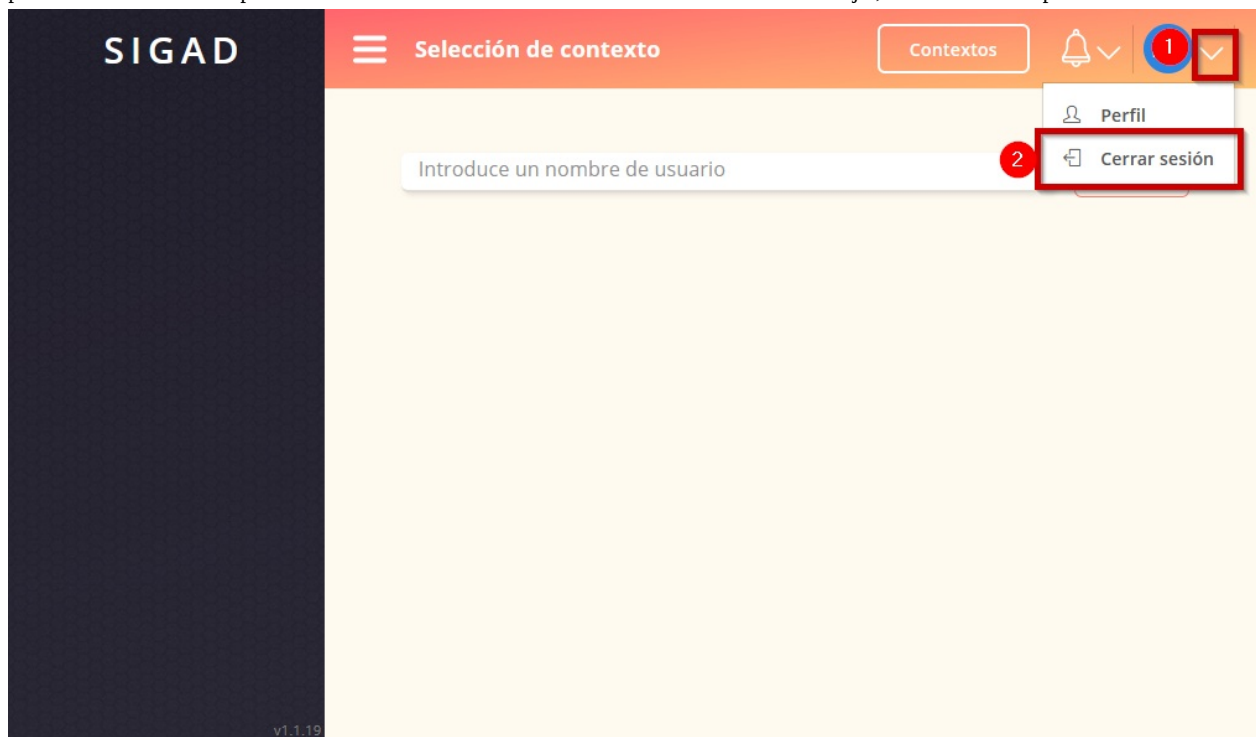 SIGAD
Selección de contexto
Contextos
1
Perfil
2
Cerrar sesión
Introduce un nombre de usuario
v1.1.19